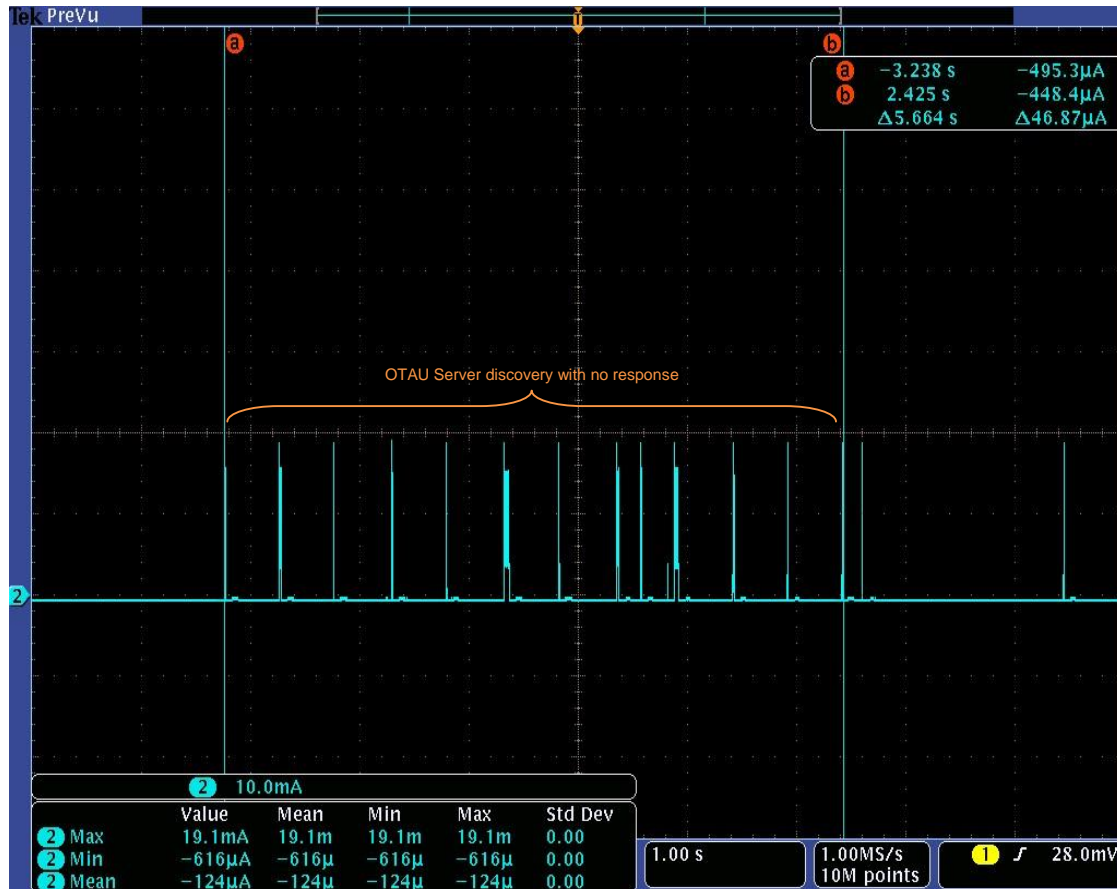 Tek PreVu
T
a b
a −3.238 s −495.3µA
b 2.425 s −448.4µA
Δ5.664 s Δ46.87µA
OTAU Server discovery with no response
2
2 10.0mA
Value Mean Min Max Std Dev
2 Max 19.1mA 19.1m 19.1m 19.1m 0.00
2 Min −616µA −616µ −616µ −616µ 0.00
2 Mean −124µA −124µ −124µ −124µ 0.00
1.00 s
1.00MS/s
10M points
1 28.0mV